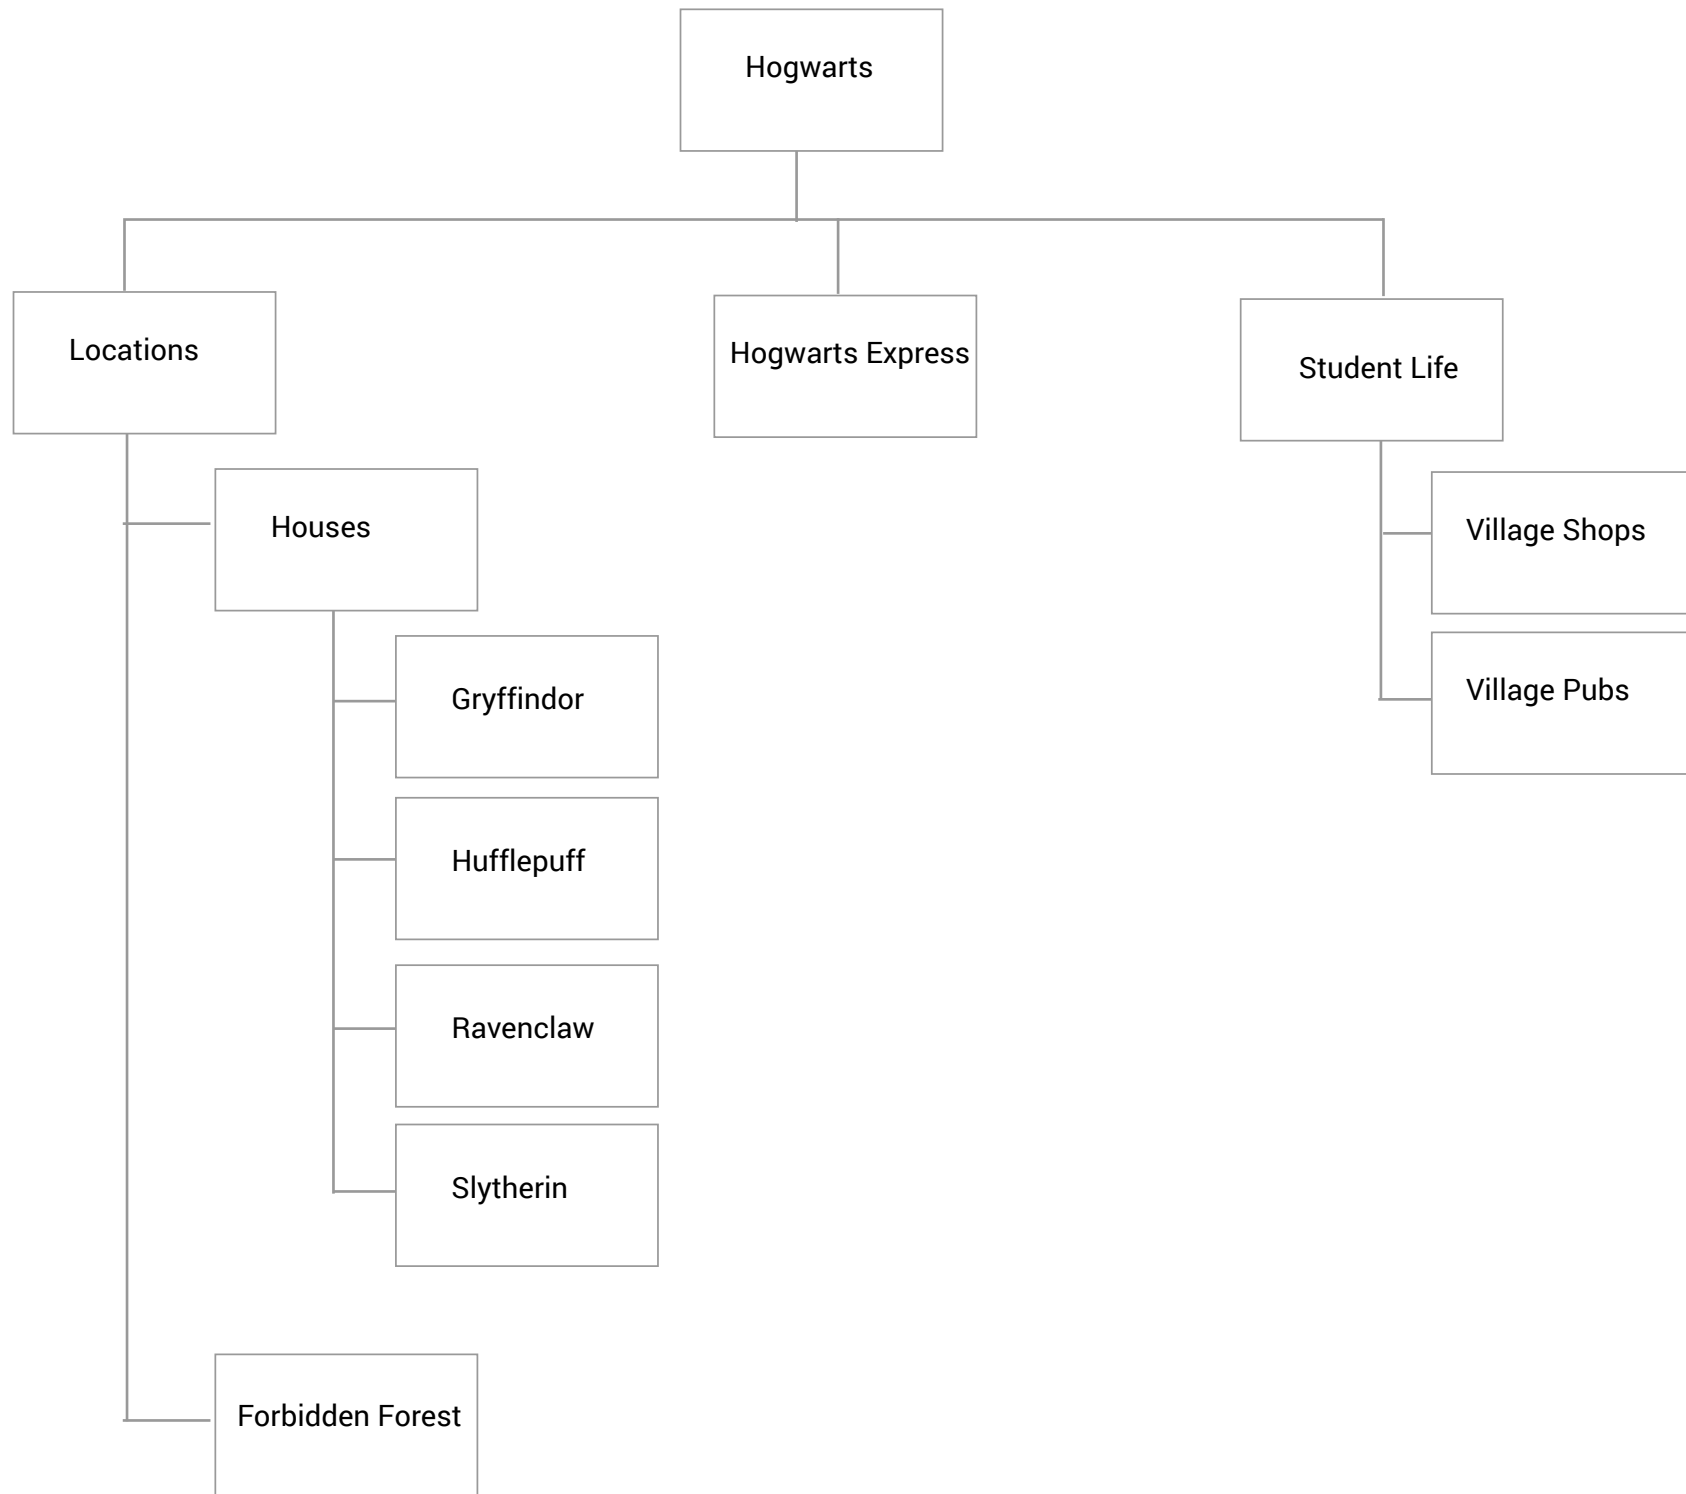 Hogwarts
Locations
Hogwarts Express
Student Life
Houses
Gryffindor
Hufflepuff
Ravenclaw
Slytherin
Forbidden Forest
Village Shops
Village Pubs